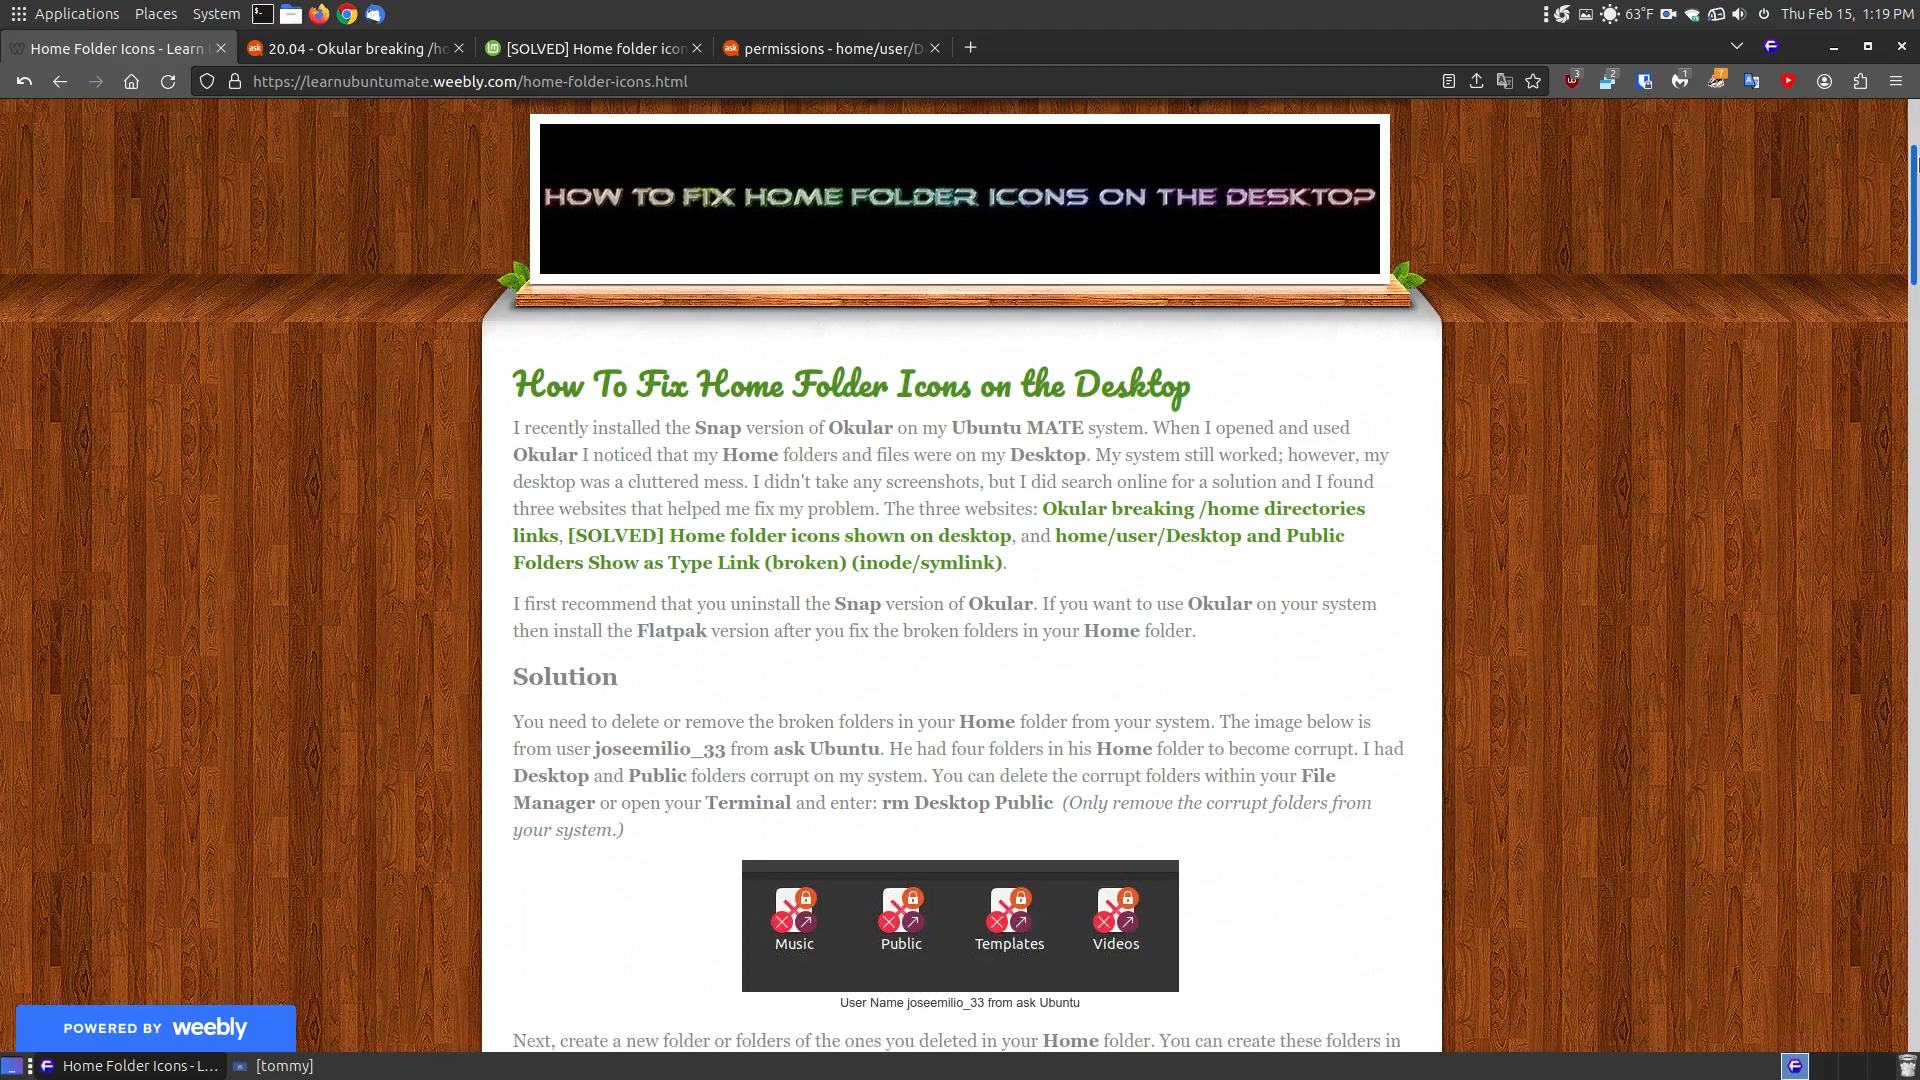 Applications Places System
63°F
Thu Feb 15, 1:19 PM
Home Folder Icons - Learn
20.04 - Okular breaking /ho
[SOLVED] Home folder icon
permissions - home/user/D
https://learnubuntumate.weebly.com/home-folder-icons.html
3
2
1
7
HOW TO FIX HOME FOLDER ICONS ON THE DESKTOP
How To Fix Home Folder Icons on the Desktop
I recently installed the Snap version of Okular on my Ubuntu MATE system. When I opened and used
Okular I noticed that my Home folders and files were on my Desktop. My system still worked; however, my
desktop was a cluttered mess. I didn't take any screenshots, but I did search online for a solution and I found
three websites that helped me fix my problem. The three websites: Okular breaking /home directories
links, [SOLVED] Home folder icons shown on desktop, and home/user/Desktop and Public
Folders Show as Type Link (broken) (inode/symlink).
I first recommend that you uninstall the Snap version of Okular. If you want to use Okular on your system
then install the Flatpak version after you fix the broken folders in your Home folder.
Solution
You need to delete or remove the broken folders in your Home folder from your system. The image below is
from user joseemilio_33 from ask Ubuntu. He had four folders in his Home folder to become corrupt. I had
Desktop and Public folders corrupt on my system. You can delete the corrupt folders within your File
Manager or open your Terminal and enter: rm Desktop Public (Only remove the corrupt folders from
your system.)
Music Public Templates Videos
User Name joseemilio_33 from ask Ubuntu
Next, create a new folder or folders of the ones you deleted in your Home folder. You can create these folders in
POWERED BY weebly
Home Folder Icons - L...
[tommy]